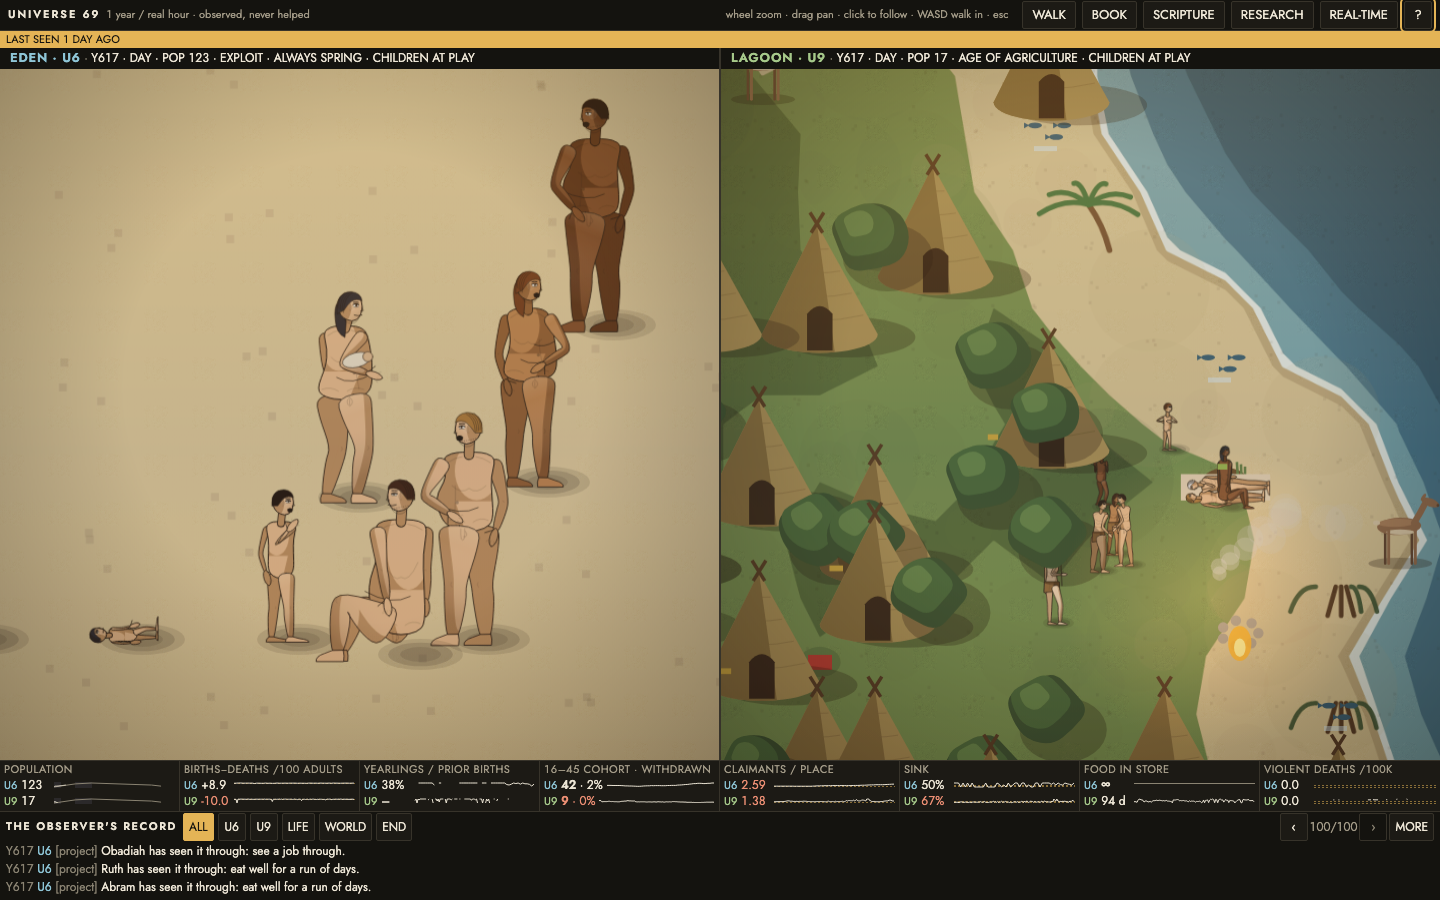 UNIVERSE 69 1 year / real hour · observed, never helped
wheel zoom · drag pan · click to follow · WASD walk in · esc WALK BOOK SCRIPTURE RESEARCH REAL-TIME ?
LAST SEEN 1 DAY AGO
EDEN · U6 · Y617 · DAY · POP 123 · EXPLOIT · ALWAYS SPRING · CHILDREN AT PLAY
LAGOON · U9 · Y617 · DAY · POP 17 · AGE OF AGRICULTURE · CHILDREN AT PLAY
POPULATION
U6 123
U9 17
BIRTHS–DEATHS /100 ADULTS
U6 +8.9
U9 -10.0
YEARLINGS / PRIOR BIRTHS
U6 38%
U9 –
16–45 COHORT · WITHDRAWN
U6 42 · 2%
U9 9 · 0%
CLAIMANTS / PLACE
U6 2.59
U9 1.38
SINK
U6 50%
U9 67%
FOOD IN STORE
U6 ∞
U9 94 d
VIOLENT DEATHS /100K
U6 0.0
U9 0.0
THE OBSERVER'S RECORD ALL U6 U9 LIFE WORLD END ‹ 100/100 › MORE
Y617 U6 [project] Obadiah has seen it through: see a job through.
Y617 U6 [project] Ruth has seen it through: eat well for a run of days.
Y617 U6 [project] Abram has seen it through: eat well for a run of days.